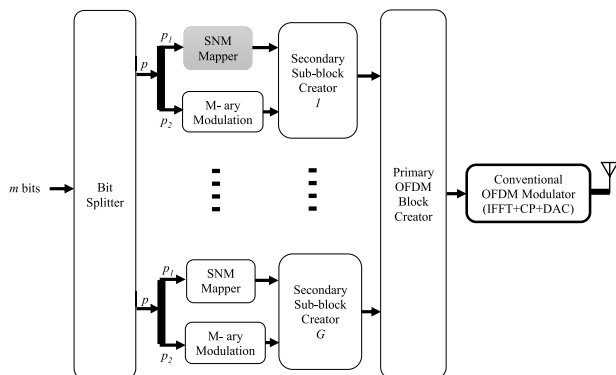 m bits
Bit
Splitter
p
p1
SNM
Mapper
p2
M- ary
Modulation
Secondary
Sub-block
Creator
1
p
p1
SNM
Mapper
p2
M- ary
Modulation
Secondary
Sub-block
Creator
G
Primary
OFDM
Block
Creator
Conventional
OFDM Modulator
(IFFT+CP+DAC)